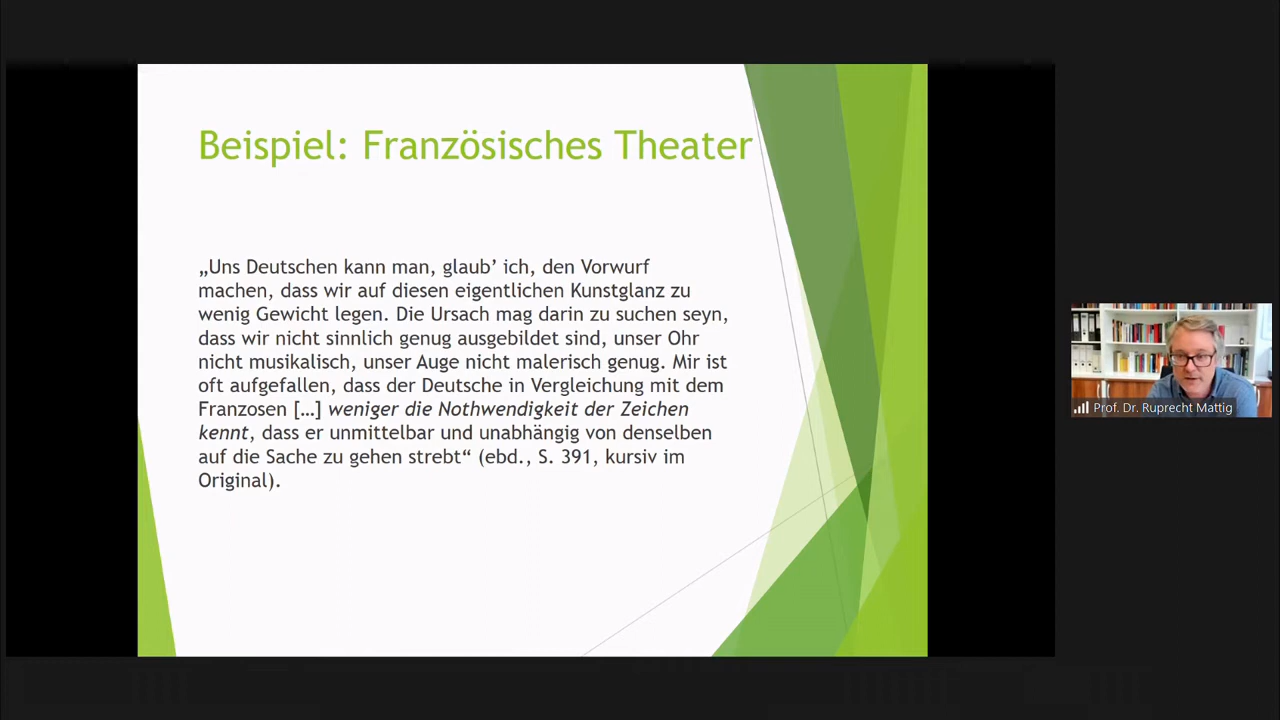 Beispiel: Französisches Theater
„Uns Deutschen kann man, glaub’ ich, den Vorwurf
machen, dass wir auf diesen eigentlichen Kunstglanz zu
wenig Gewicht legen. Die Ursach mag darin zu suchen seyn,
dass wir nicht sinnlich genug ausgebildet sind, unser Ohr
nicht musikalisch, unser Auge nicht malerisch genug. Mir ist
oft aufgefallen, dass der Deutsche in Vergleichung mit dem
Franzosen […] weniger die Nothwendigkeit der Zeichen
kennt, dass er unmittelbar und unabhängig von denselben
auf die Sache zu gehen strebt“ (ebd., S. 391, kursiv im
Original).
Prof. Dr. Ruprecht Mattig